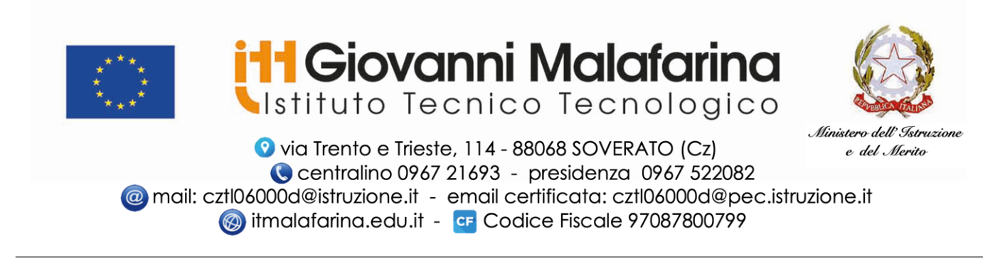 itt Giovanni Malafarina
Istituto Tecnico Tecnologico
REPVBBLICA ITALIANA
Ministero dell'Istruzione
e del Merito
via Trento e Trieste, 114 - 88068 SOVERATO (Cz)
centralino 0967 21693 - presidenza 0967 522082
@ mail: cztl06000d@istruzione.it - email certificata: cztl06000d@pec.istruzione.it
itmalafarina.edu.it - CF Codice Fiscale 97087800799